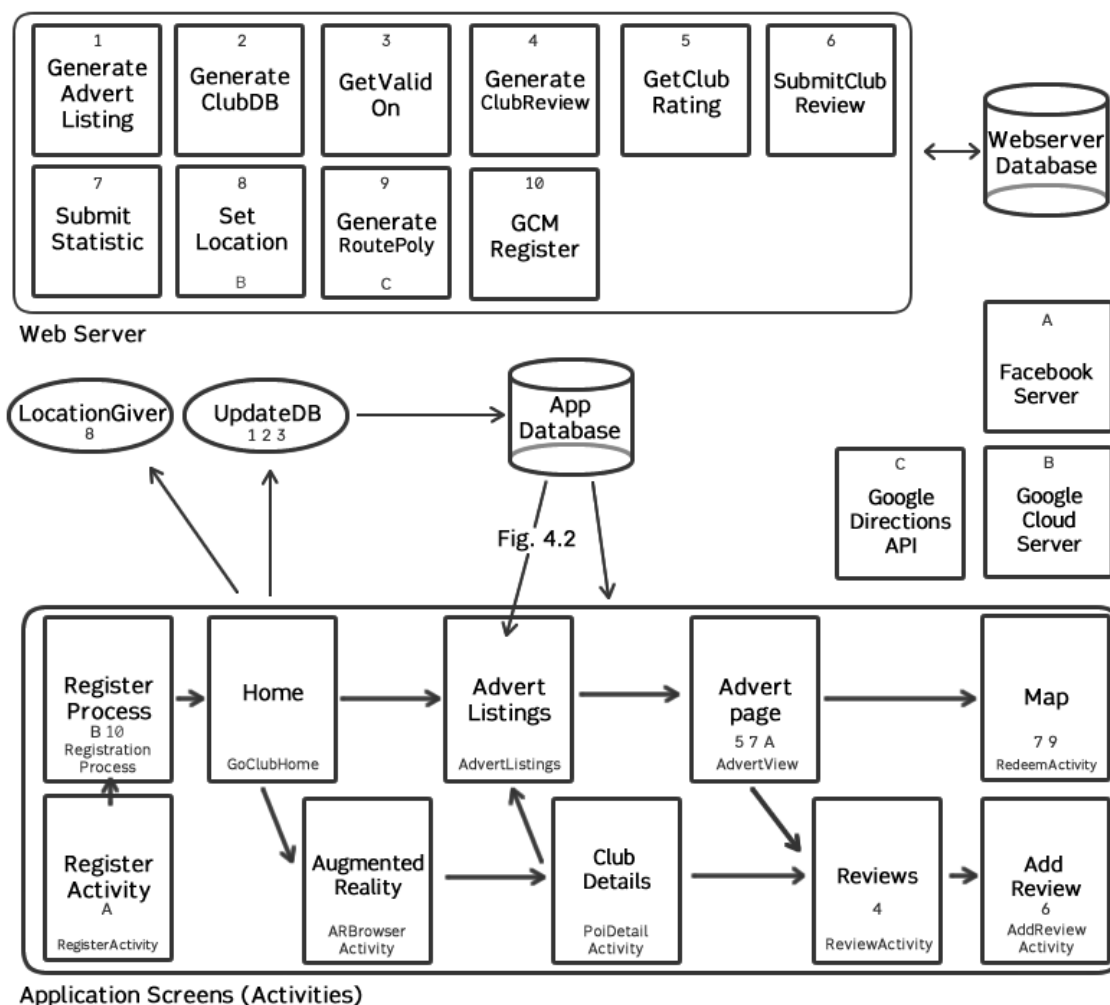 1
Generate
Advert
Listing
2
Generate
ClubDB
3
GetValid
On
4
Generate
ClubReview
5
GetClub
Rating
6
SubmitClub
Review
7
Submit
Statistic
8
Set
Location
B
9
Generate
RoutePoly
C
10
GCM
Register
Web Server
Webserver
Database
A
Facebook
Server
C
Google
Directions
API
B
Google
Cloud
Server
LocationGiver
8
UpdateDB
1 2 3
App
Database
Fig. 4.2
Register
Process
B 10
Registration
Process
Home
GoClubHome
Advert
Listings
AdvertListings
Advert
page
5 7 A
AdvertView
Map
7 9
RedeemActivity
Register
Activity
A
RegisterActivity
Augmented
Reality
ARBrowser
Activity
Club
Details
PoiDetail
Activity
Reviews
4
ReviewActivity
Add
Review
6
AddReview
Activity
Application Screens (Activities)